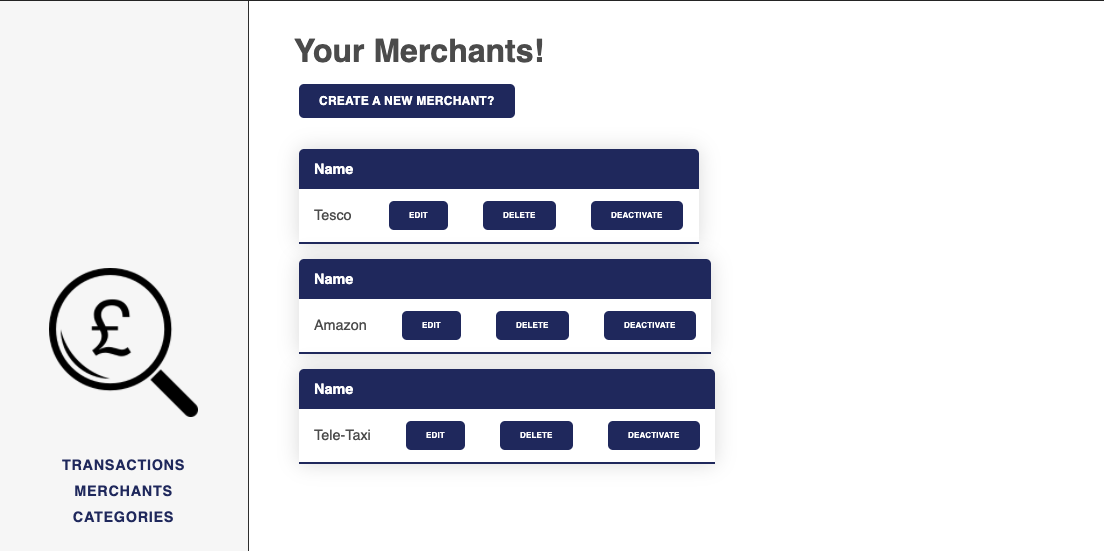 Your Merchants!
CREATE A NEW MERCHANT?
Name
Tesco EDIT DELETE DEACTIVATE
Name
Amazon EDIT DELETE DEACTIVATE
Name
Tele-Taxi EDIT DELETE DEACTIVATE
£
TRANSACTIONS
MERCHANTS
CATEGORIES